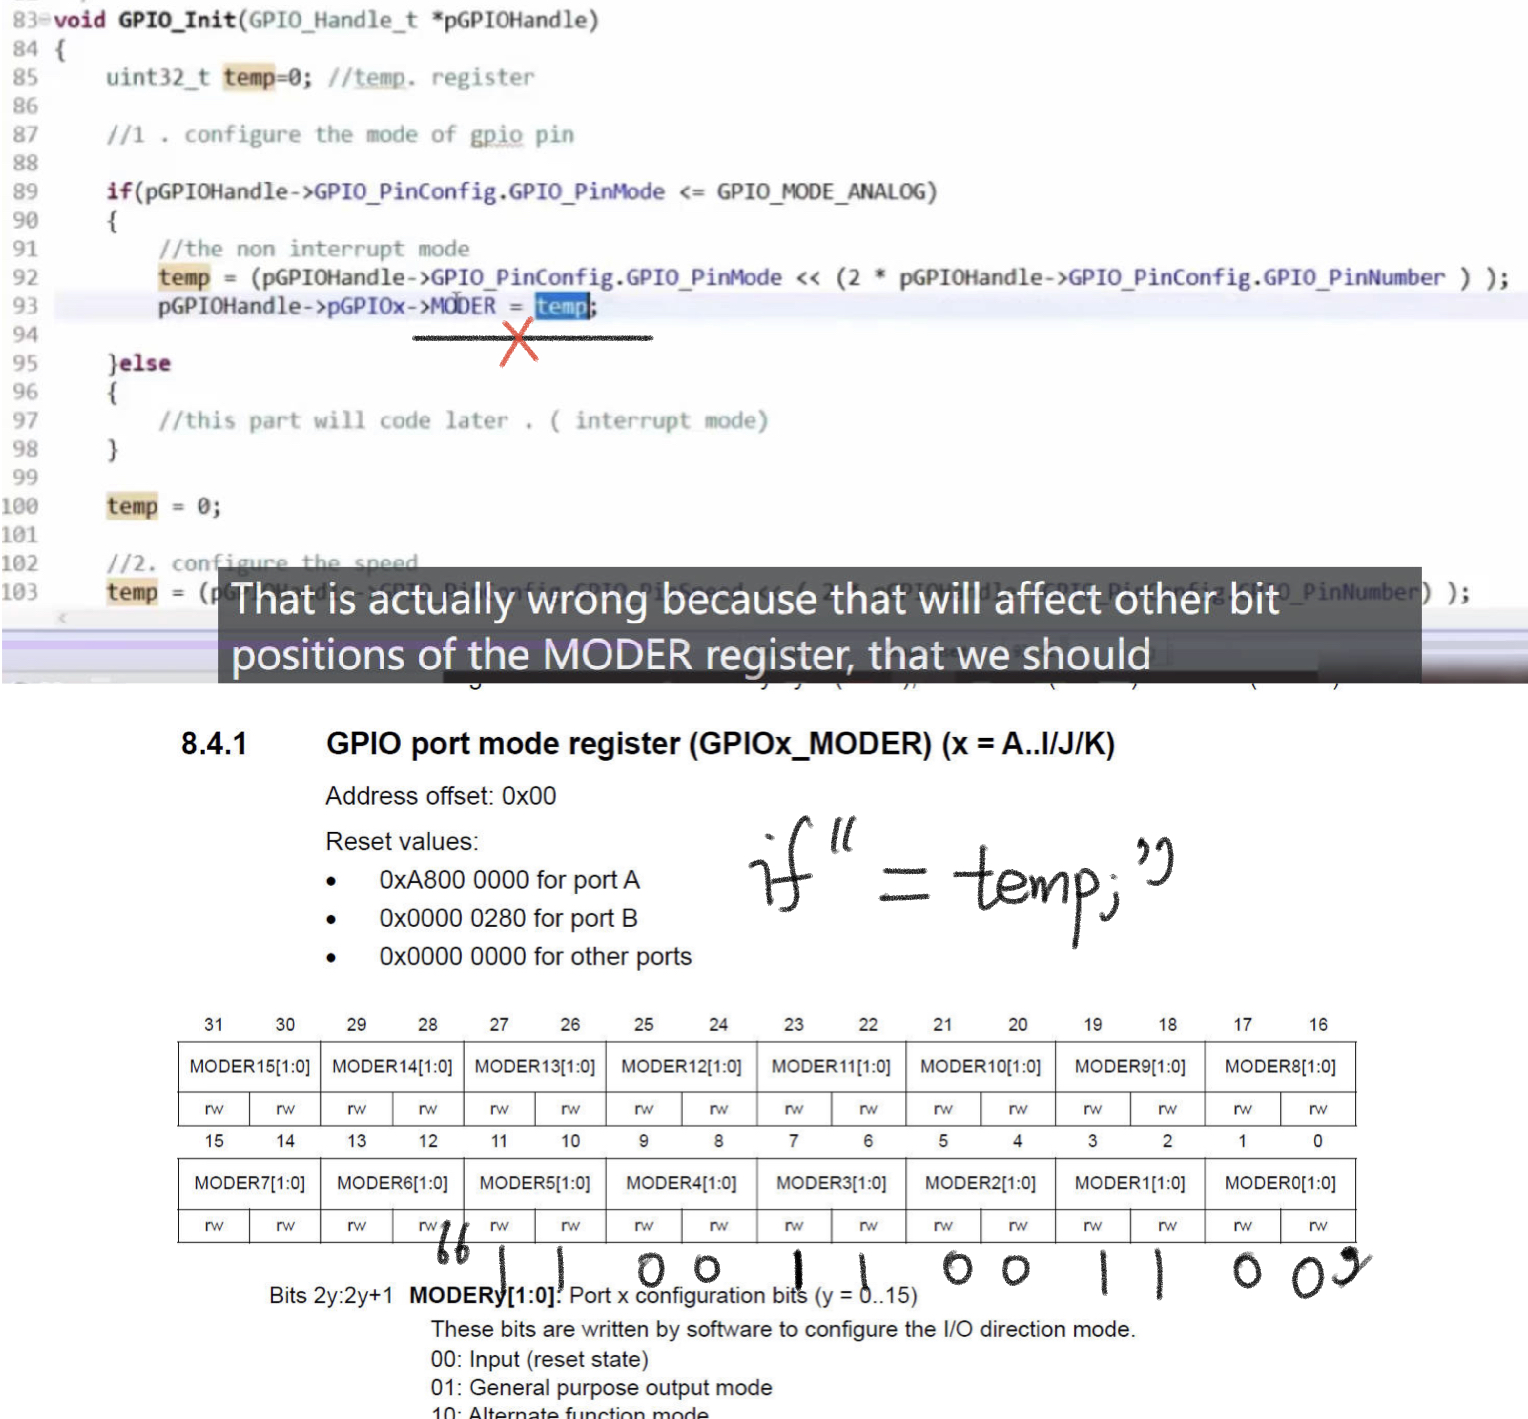 83 void GPIO_Init(GPIO_Handle_t *pGPIOHandle)
84 {
85 uint32_t temp=0; //temp. register
86
87 //1 . configure the mode of gpio pin
88
89 if(pGPIOHandle->GPIO_PinConfig.GPIO_PinMode <= GPIO_MODE_ANALOG)
90 {
91 //the non interrupt mode
92 temp = (pGPIOHandle->GPIO_PinConfig.GPIO_PinMode << (2 * pGPIOHandle->GPIO_PinConfig.GPIO_PinNumber ) );
93 pGPIOHandle->pGPIOx->MODER = temp;
94
95 }else
96 {
97 //this part will code later . ( interrupt mode)
98 }
99
100 temp = 0;
101
102 //2. configure the speed
103 temp = (pGPIOHandle->GPIO_PinConfig.GPIO_PinSpeed << ( 2 * pGPIOHandle->GPIO_PinConfig.GPIO_PinNumber) );
That is actually wrong because that will affect other bit
positions of the MODER register, that we should
8.4.1 GPIO port mode register (GPIOx_MODER) (x = A..I/J/K)
Address offset: 0x00
Reset values:
• 0xA800 0000 for port A
• 0x0000 0280 for port B
• 0x0000 0000 for other ports
if " = temp; "
31 30 29 28 27 26 25 24 23 22 21 20 19 18 17 16
MODER15[1:0] MODER14[1:0] MODER13[1:0] MODER12[1:0] MODER11[1:0] MODER10[1:0] MODER9[1:0] MODER8[1:0]
rw rw rw rw rw rw rw rw rw rw rw rw rw rw rw rw
15 14 13 12 11 10 9 8 7 6 5 4 3 2 1 0
MODER7[1:0] MODER6[1:0] MODER5[1:0] MODER4[1:0] MODER3[1:0] MODER2[1:0] MODER1[1:0] MODER0[1:0]
rw rw rw rw rw rw rw rw rw rw rw rw rw rw rw rw
" 1 1 0 0 1 1 0 0 1 1 0 0 "
Bits 2y:2y+1 MODERy[1:0]: Port x configuration bits (y = 0..15)
These bits are written by software to configure the I/O direction mode.
00: Input (reset state)
01: General purpose output mode
10: Alternate function mode